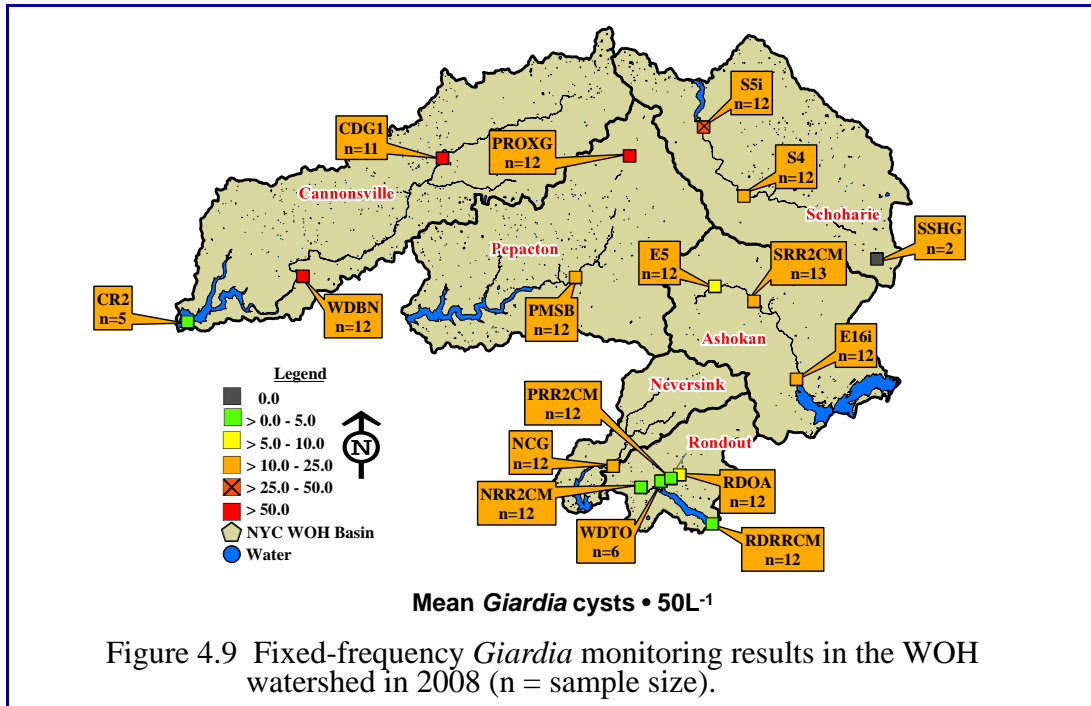 S5i
n=12
CDG1
n=11
PROXG
n=12
S4
n=12
Cannonsville
Schoharie
SSHG
n=2
Pepacton
E5
n=12
SRR2CM
n=13
CR2
n=5
WDBN
n=12
PMSB
n=12
Ashokan
E16i
n=12
Legend
0.0
> 0.0 - 5.0
> 5.0 - 10.0
> 10.0 - 25.0
> 25.0 - 50.0
> 50.0
NYC WOH Basin
Water
N
Neversink
PRR2CM
n=12
Rondout
NCG
n=12
NRR2CM
n=12
RDOA
n=12
WDTO
n=6
RDRRCM
n=12
Mean Giardia cysts • 50L-1
Figure 4.9 Fixed-frequency Giardia monitoring results in the WOH
watershed in 2008 (n = sample size).